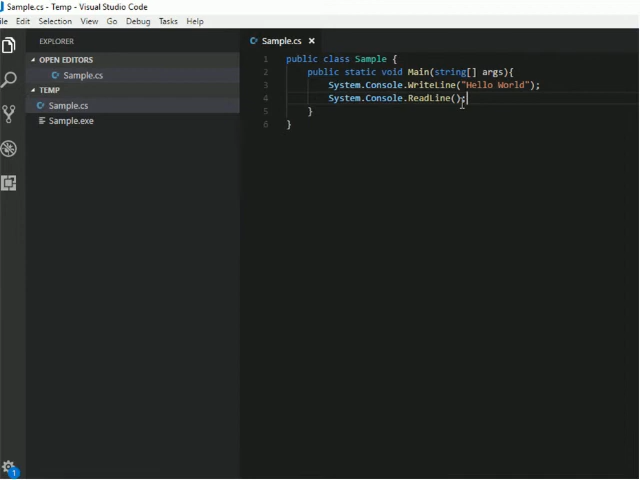 Sample.cs - Temp - Visual Studio Code
File Edit Selection View Go Debug Tasks Help
EXPLORER
OPEN EDITORS
Sample.cs
TEMP
Sample.cs
Sample.exe
1
Sample.cs
1 public class Sample {
2 public static void Main(string[] args){
3 System.Console.WriteLine("Hello World");
4 System.Console.ReadLine();
5 }
6 }